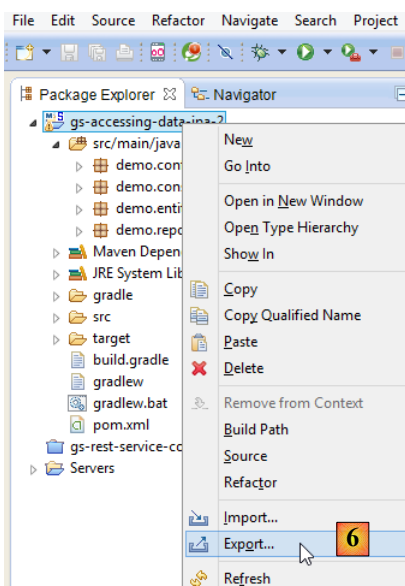 File Edit Source Refactor Navigate Search Project
Package Explorer Navigator
gs-accessing-data-jpa-2
src/main/java
demo.con
demo.con
demo.enti
demo.repo
Maven Depen
JRE System Lib
gradle
src
target
build.gradle
gradlew
gradlew.bat
pom.xml
gs-rest-service-cc
Servers
New
Go Into
Open in New Window
Open Type Hierarchy
Show In
Copy
Copy Qualified Name
Paste
Delete
Remove from Context
Build Path
Source
Refactor
Import...
Export...
6
Refresh